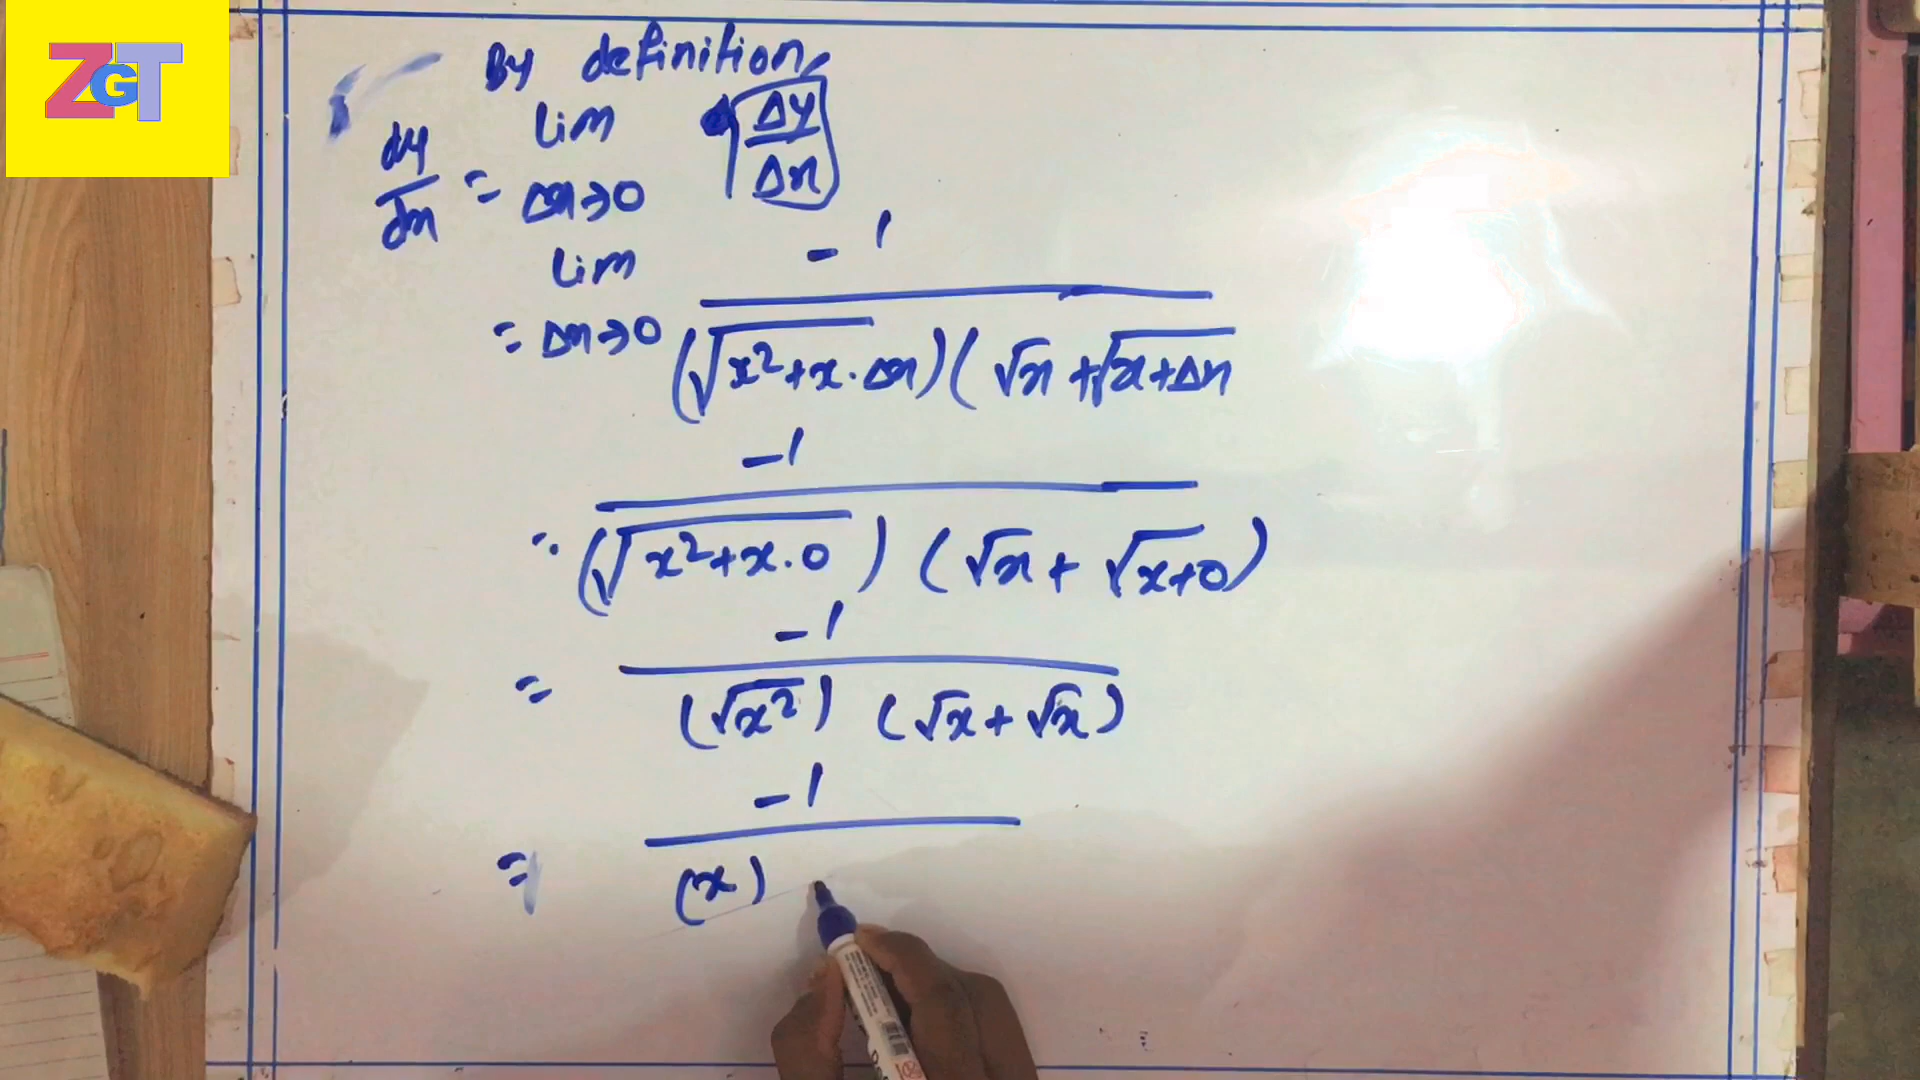 ZGT
By definition,
dy/dx = lim Δx→0 Δy/Δx
= lim Δx→0 -1/(√x²+x.Δx)(√x+√x+Δx
= -1/(√x²+x.0)(√x+√x+0)
= -1/(√x²)(√x+√x)
= -1/(x)